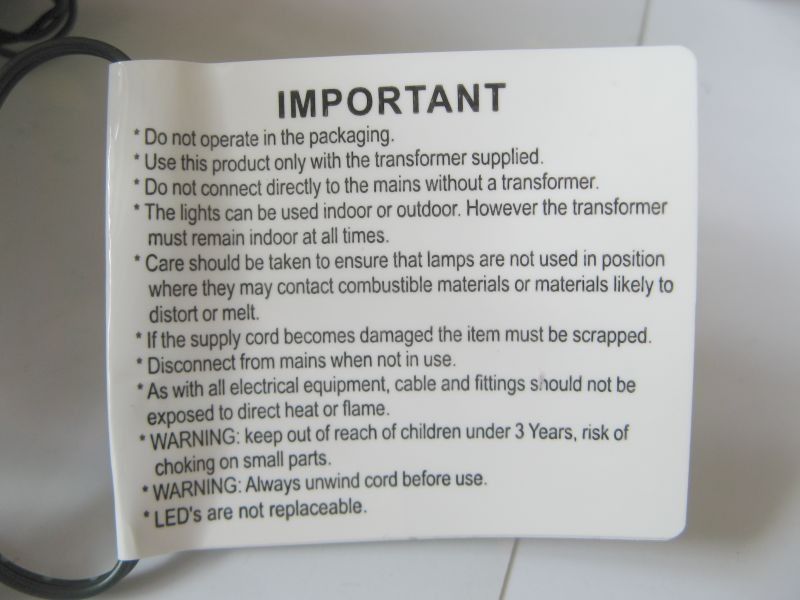 IMPORTANT
* Do not operate in the packaging.
* Use this product only with the transformer supplied.
* Do not connect directly to the mains without a transformer.
* The lights can be used indoor or outdoor. However the transformer
must remain indoor at all times.
* Care should be taken to ensure that lamps are not used in position
where they may contact combustible materials or materials likely to
distort or melt.
* If the supply cord becomes damaged the item must be scrapped.
* Disconnect from mains when not in use.
* As with all electrical equipment, cable and fittings should not be
exposed to direct heat or flame.
* WARNING: keep out of reach of children under 3 Years, risk of
choking on small parts.
* WARNING: Always unwind cord before use.
* LED's are not replaceable.